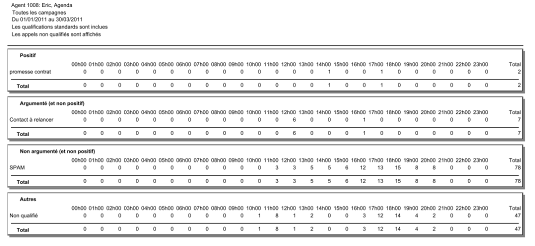 Agent 1008: Eric, Agenda
Toutes les campagnes
Du 01/01/2011 au 30/03/2011
Les qualifications standards sont inclues
Les appels non qualifiés sont affichés
Positif
00h00 01h00 02h00 03h00 04h00 05h00 06h00 07h00 08h00 09h00 10h00 11h00 12h00 13h00 14h00 15h00 16h00 17h00 18h00 19h00 20h00 21h00 22h00 23h00 Total
promesse contrat 0 0 0 0 0 0 0 0 0 0 0 0 0 0 1 0 0 1 0 0 0 0 0 0 2
Total 0 0 0 0 0 0 0 0 0 0 0 0 0 0 1 0 0 1 0 0 0 0 0 0 2
Argumenté (et non positif)
00h00 01h00 02h00 03h00 04h00 05h00 06h00 07h00 08h00 09h00 10h00 11h00 12h00 13h00 14h00 15h00 16h00 17h00 18h00 19h00 20h00 21h00 22h00 23h00 Total
Contact à relancer 0 0 0 0 0 0 0 0 0 0 0 0 6 0 0 0 1 0 0 0 0 0 0 0 7
Total 0 0 0 0 0 0 0 0 0 0 0 0 6 0 0 0 1 0 0 0 0 0 0 0 7
Non argumenté (et non positif)
00h00 01h00 02h00 03h00 04h00 05h00 06h00 07h00 08h00 09h00 10h00 11h00 12h00 13h00 14h00 15h00 16h00 17h00 18h00 19h00 20h00 21h00 22h00 23h00 Total
SPAM 0 0 0 0 0 0 0 0 0 0 0 3 3 5 5 6 12 13 15 8 8 0 0 0 78
Total 0 0 0 0 0 0 0 0 0 0 0 3 3 5 5 6 12 13 15 8 8 0 0 0 78
Autres
00h00 01h00 02h00 03h00 04h00 05h00 06h00 07h00 08h00 09h00 10h00 11h00 12h00 13h00 14h00 15h00 16h00 17h00 18h00 19h00 20h00 21h00 22h00 23h00 Total
Non qualifié 0 0 0 0 0 0 0 0 0 0 1 8 1 2 0 0 3 12 14 4 2 0 0 0 47
Total 0 0 0 0 0 0 0 0 0 0 1 8 1 2 0 0 3 12 14 4 2 0 0 0 47